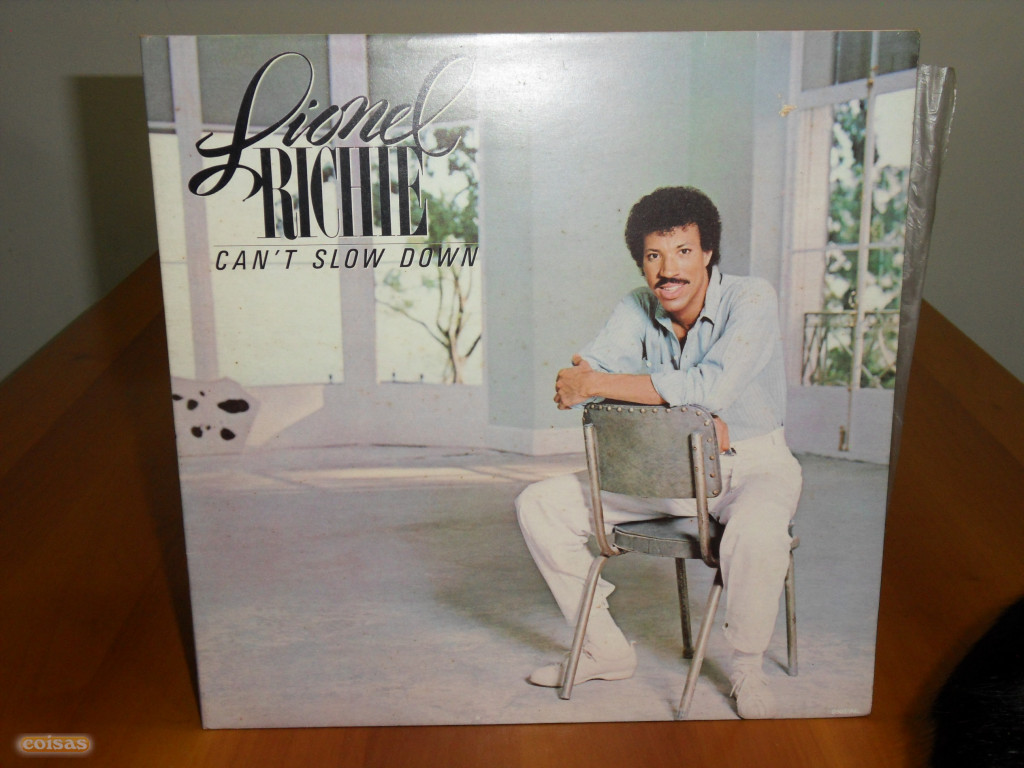 Lionel
RICHIE
CAN'T SLOW DOWN
coisas